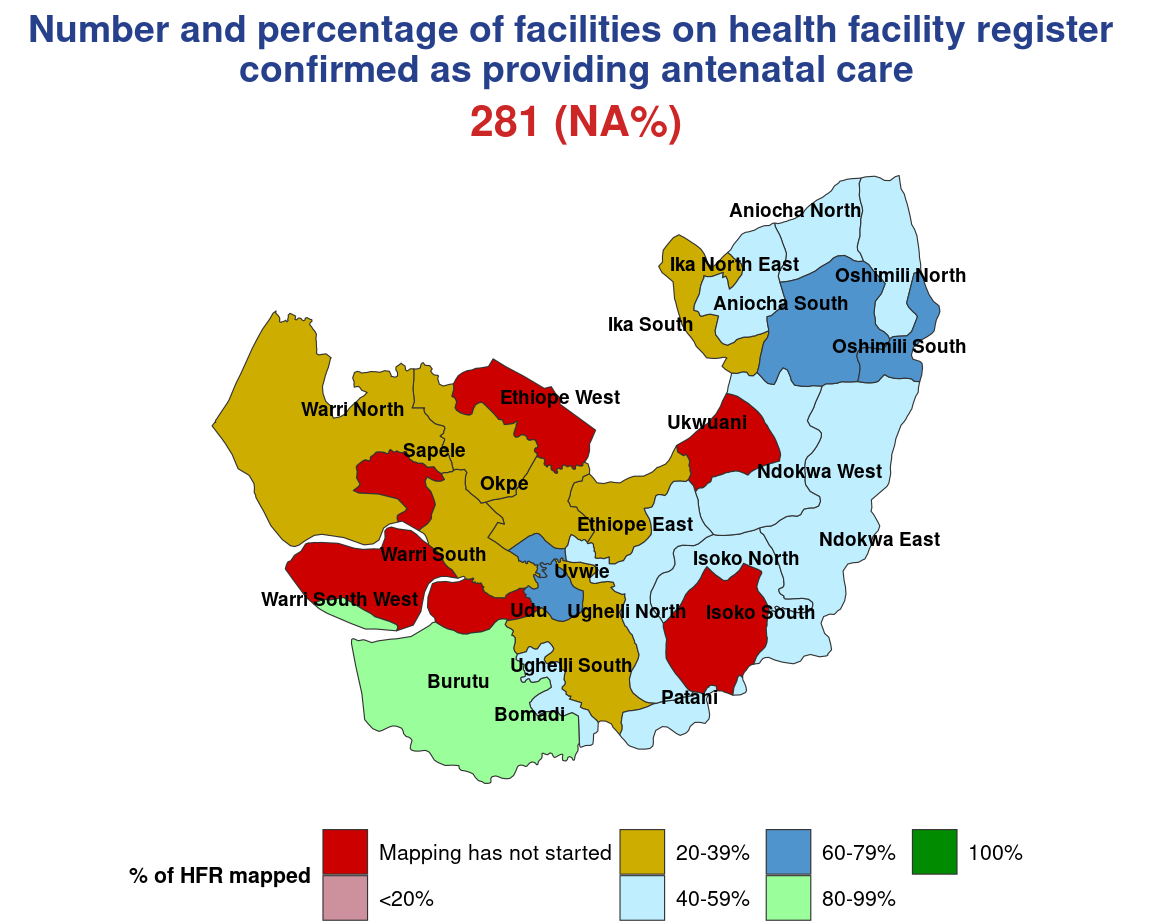 Number and percentage of facilities on health facility register
confirmed as providing antenatal care
281 (NA%)
Aniocha North
Ika North East
Oshimili North
Aniocha South
Ika South
Oshimili South
Ethiope West
Warri North
Ukwuani
Sapele
Ndokwa West
Okpe
Ethiope East
Ndokwa East
Warri South
Isoko North
Uvwie
Warri South West
Udu
Ughelli North
Isoko South
Ughelli South
Burutu
Patani
Bomadi
% of HFR mapped
Mapping has not started
<20%
20-39%
40-59%
60-79%
80-99%
100%